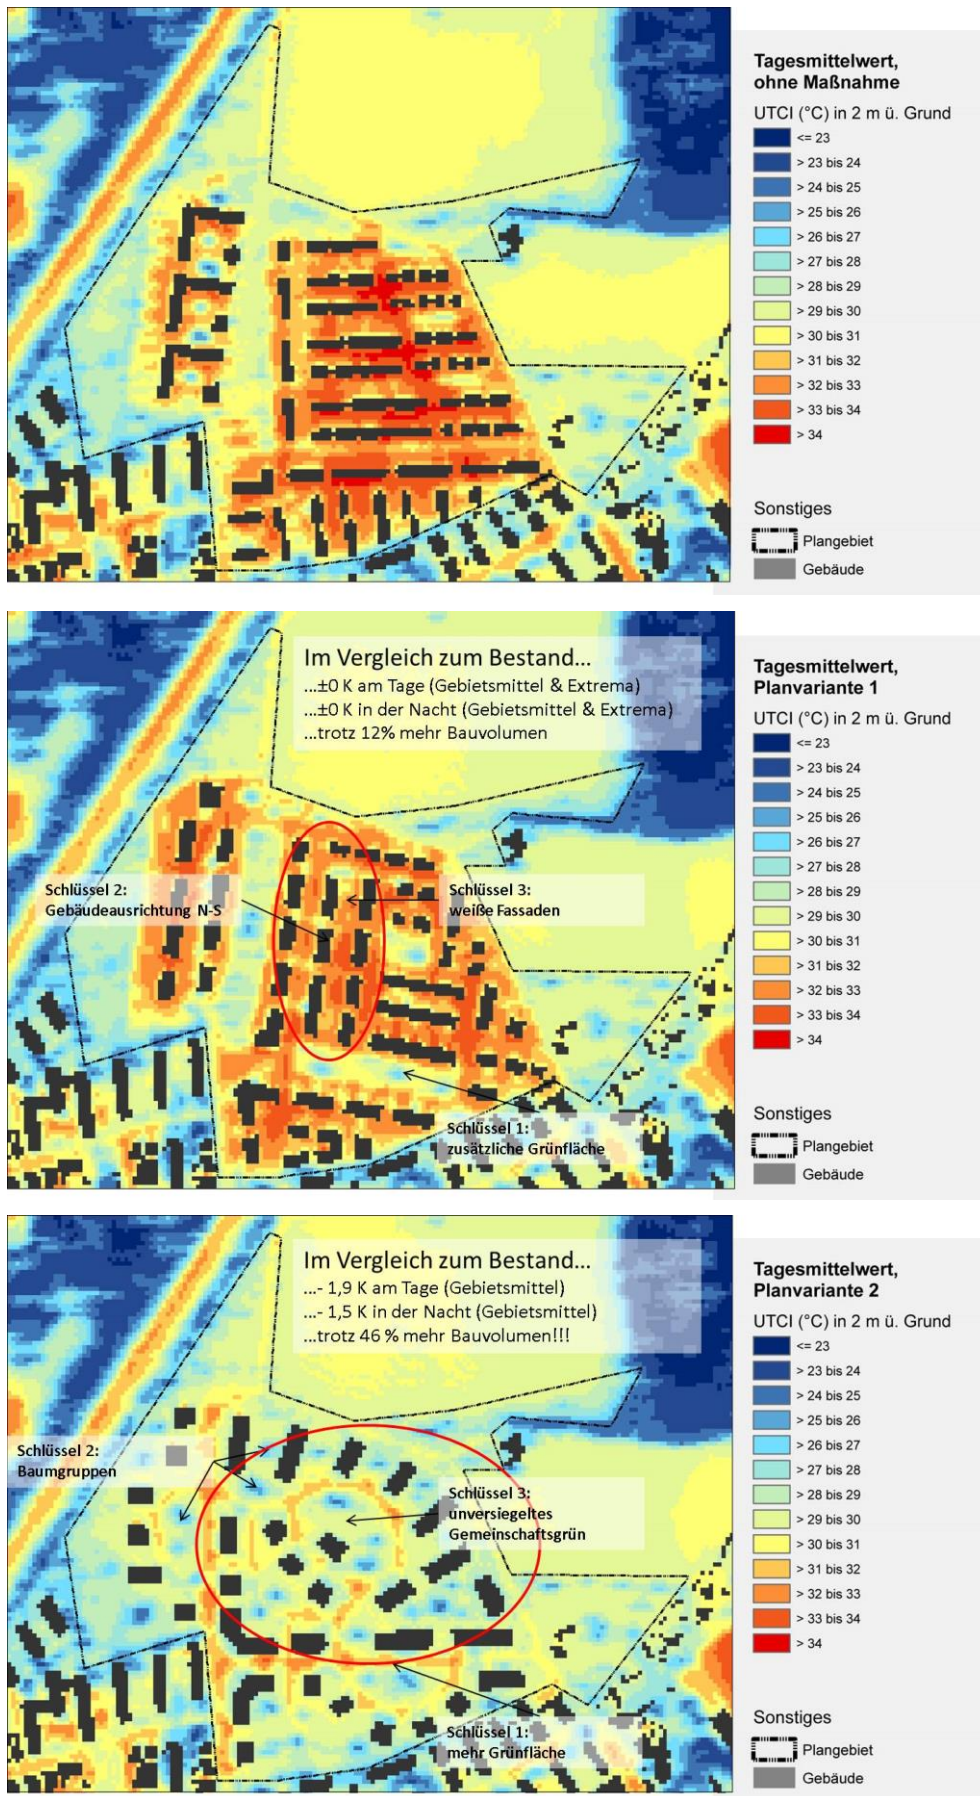 Tagesmittelwert,
ohne Maßnahme
UTCI (°C) in 2 m ü. Grund
<= 23
> 23 bis 24
> 24 bis 25
> 25 bis 26
> 26 bis 27
> 27 bis 28
> 28 bis 29
> 29 bis 30
> 30 bis 31
> 31 bis 32
> 32 bis 33
> 33 bis 34
> 34
Sonstiges
Plangebiet
Gebäude
Im Vergleich zum Bestand...
...±0 K am Tage (Gebietsmittel & Extrema)
...±0 K in der Nacht (Gebietsmittel & Extrema)
...trotz 12% mehr Bauvolumen
Schlüssel 2:
Gebäudeausrichtung N-S
Schlüssel 3:
weiße Fassaden
Schlüssel 1:
zusätzliche Grünfläche
Tagesmittelwert,
Planvariante 1
UTCI (°C) in 2 m ü. Grund
<= 23
> 23 bis 24
> 24 bis 25
> 25 bis 26
> 26 bis 27
> 27 bis 28
> 28 bis 29
> 29 bis 30
> 30 bis 31
> 31 bis 32
> 32 bis 33
> 33 bis 34
> 34
Sonstiges
Plangebiet
Gebäude
Im Vergleich zum Bestand...
...- 1,9 K am Tage (Gebietsmittel)
...- 1,5 K in der Nacht (Gebietsmittel)
...trotz 46 % mehr Bauvolumen!!!
Schlüssel 2:
Baumgruppen
Schlüssel 3:
unversiegeltes
Gemeinschaftsgrün
Schlüssel 1:
mehr Grünfläche
Tagesmittelwert,
Planvariante 2
UTCI (°C) in 2 m ü. Grund
<= 23
> 23 bis 24
> 24 bis 25
> 25 bis 26
> 26 bis 27
> 27 bis 28
> 28 bis 29
> 29 bis 30
> 30 bis 31
> 31 bis 32
> 32 bis 33
> 33 bis 34
> 34
Sonstiges
Plangebiet
Gebäude